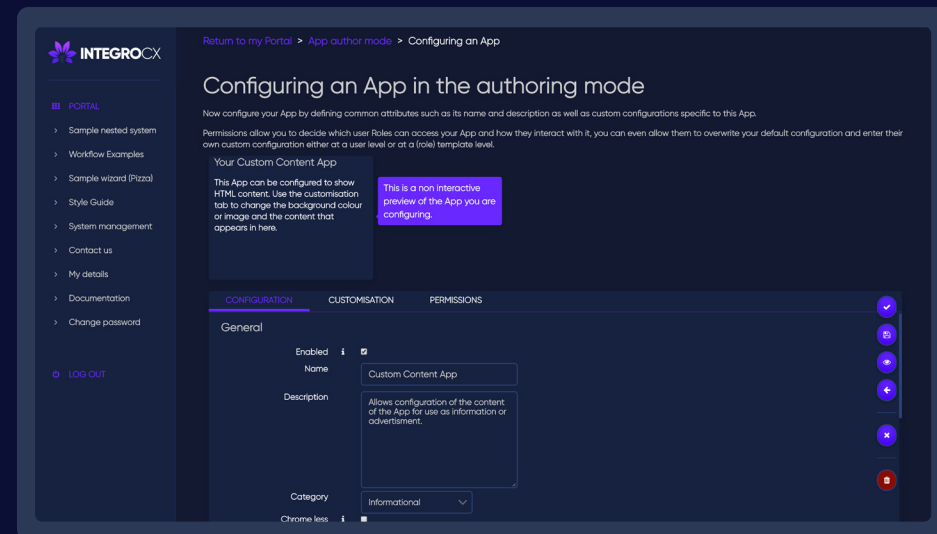 INTEGROCX
PORTAL
Sample nested system
Workflow Examples
Sample wizard (Pizza)
Style Guide
System management
Contact us
My details
Documentation
Change password
LOG OUT
Return to my Portal > App author mode > Configuring an App
Configuring an App in the authoring mode
Now configure your App by defining common attributes such as its name and description as well as custom configurations specific to this App.
Permissions allow you to decide which user Roles can access your App and how they interact with it, you can even allow them to overwrite your default configuration and enter their
own custom configuration either at a user level or at a (role) template level.
Your Custom Content App
This App can be configured to show
HTML content. Use the customisation
tab to change the background colour
or image and the content that
appears in here.
This is a non interactive
preview of the App you are
configuring.
CONFIGURATION CUSTOMISATION PERMISSIONS
General
Enabled i
Name Custom Content App
Description Allows configuration of the content
of the App for use as information or
advertisment.
Category Informational
Chrome less i